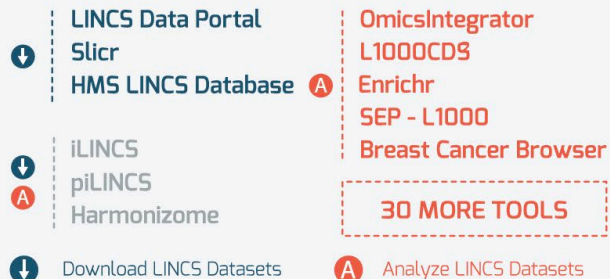 LINCS Data Portal
Slicr
HMS LINCS Database
A
OmicsIntegrator
L1000CDS
Enrichr
SEP - L1000
Breast Cancer Browser
A
iLINCS
piLINCS
Harmonizome
30 MORE TOOLS
Download LINCS Datasets
A Analyze LINCS Datasets